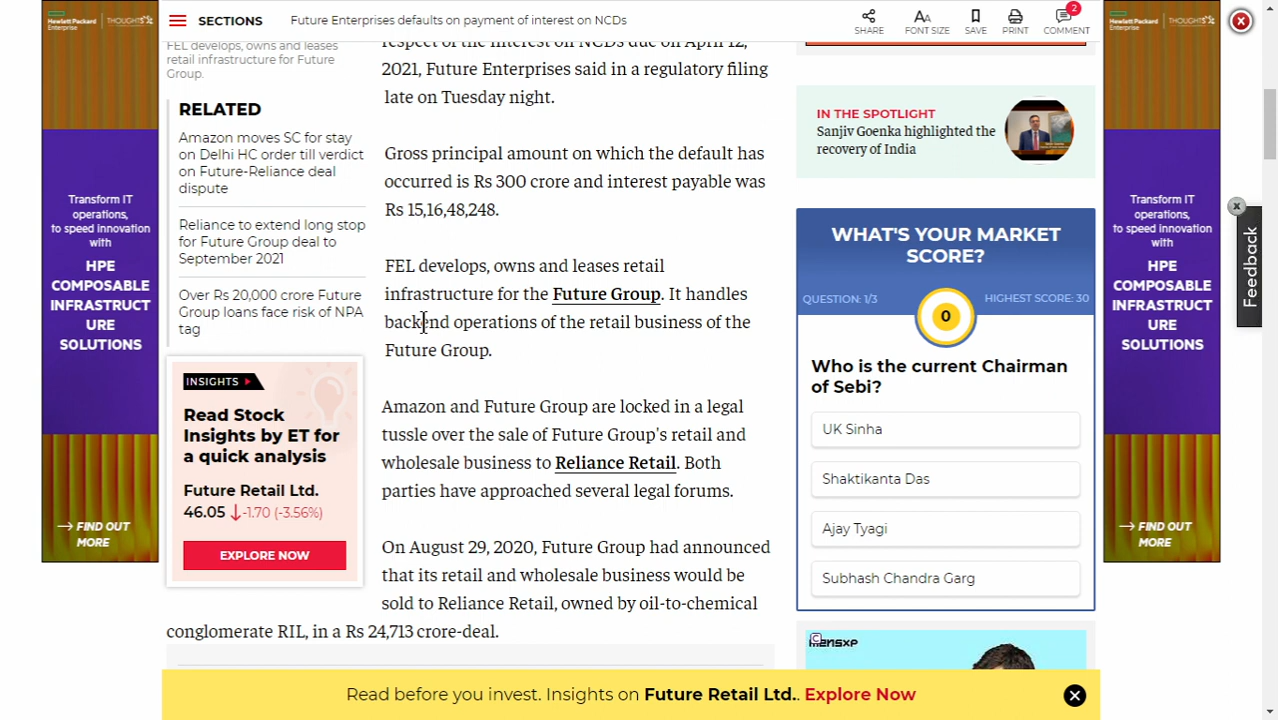 SECTIONS
Future Enterprises defaults on payment of interest on NCDs
SHARE
FONT SIZE
SAVE
PRINT
2
COMMENT
Hewlett Packard
Enterprise
Transform IT
operations,
to speed innovation
with
HPE
COMPOSABLE
INFRASTRUCT
URE
SOLUTIONS
FIND OUT
MORE
FEL develops, owns and leases
retail infrastructure for Future
Group.
RELATED
Amazon moves SC for stay
on Delhi HC order till verdict
on Future-Reliance deal
dispute
Reliance to extend long stop
for Future Group deal to
September 2021
Over Rs 20,000 crore Future
Group loans face risk of NPA
tag
INSIGHTS
Read Stock
Insights by ET for
a quick analysis
Future Retail Ltd.
46.05 ↓-1.70 (-3.56%)
EXPLORE NOW
respect of the interest on NCDs due on April 12,
2021, Future Enterprises said in a regulatory filing
late on Tuesday night.
Gross principal amount on which the default has
occurred is Rs 300 crore and interest payable was
Rs 15,16,48,248.
FEL develops, owns and leases retail
infrastructure for the Future Group. It handles
backend operations of the retail business of the
Future Group.
Amazon and Future Group are locked in a legal
tussle over the sale of Future Group's retail and
wholesale business to Reliance Retail. Both
parties have approached several legal forums.
On August 29, 2020, Future Group had announced
that its retail and wholesale business would be
sold to Reliance Retail, owned by oil-to-chemical
conglomerate RIL, in a Rs 24,713 crore-deal.
IN THE SPOTLIGHT
Sanjiv Goenka highlighted the
recovery of India
WHAT'S YOUR MARKET
SCORE?
QUESTION: 1/3
0
HIGHEST SCORE: 30
Who is the current Chairman
of Sebi?
UK Sinha
Shaktikanta Das
Ajay Tyagi
Subhash Chandra Garg
mensxp
Hewlett Packard
Enterprise
Transform IT
operations,
to speed innovation
with
HPE
COMPOSABLE
INFRASTRUCT
URE
SOLUTIONS
FIND OUT
MORE
Feedback
Read before you invest. Insights on Future Retail Ltd.. Explore Now